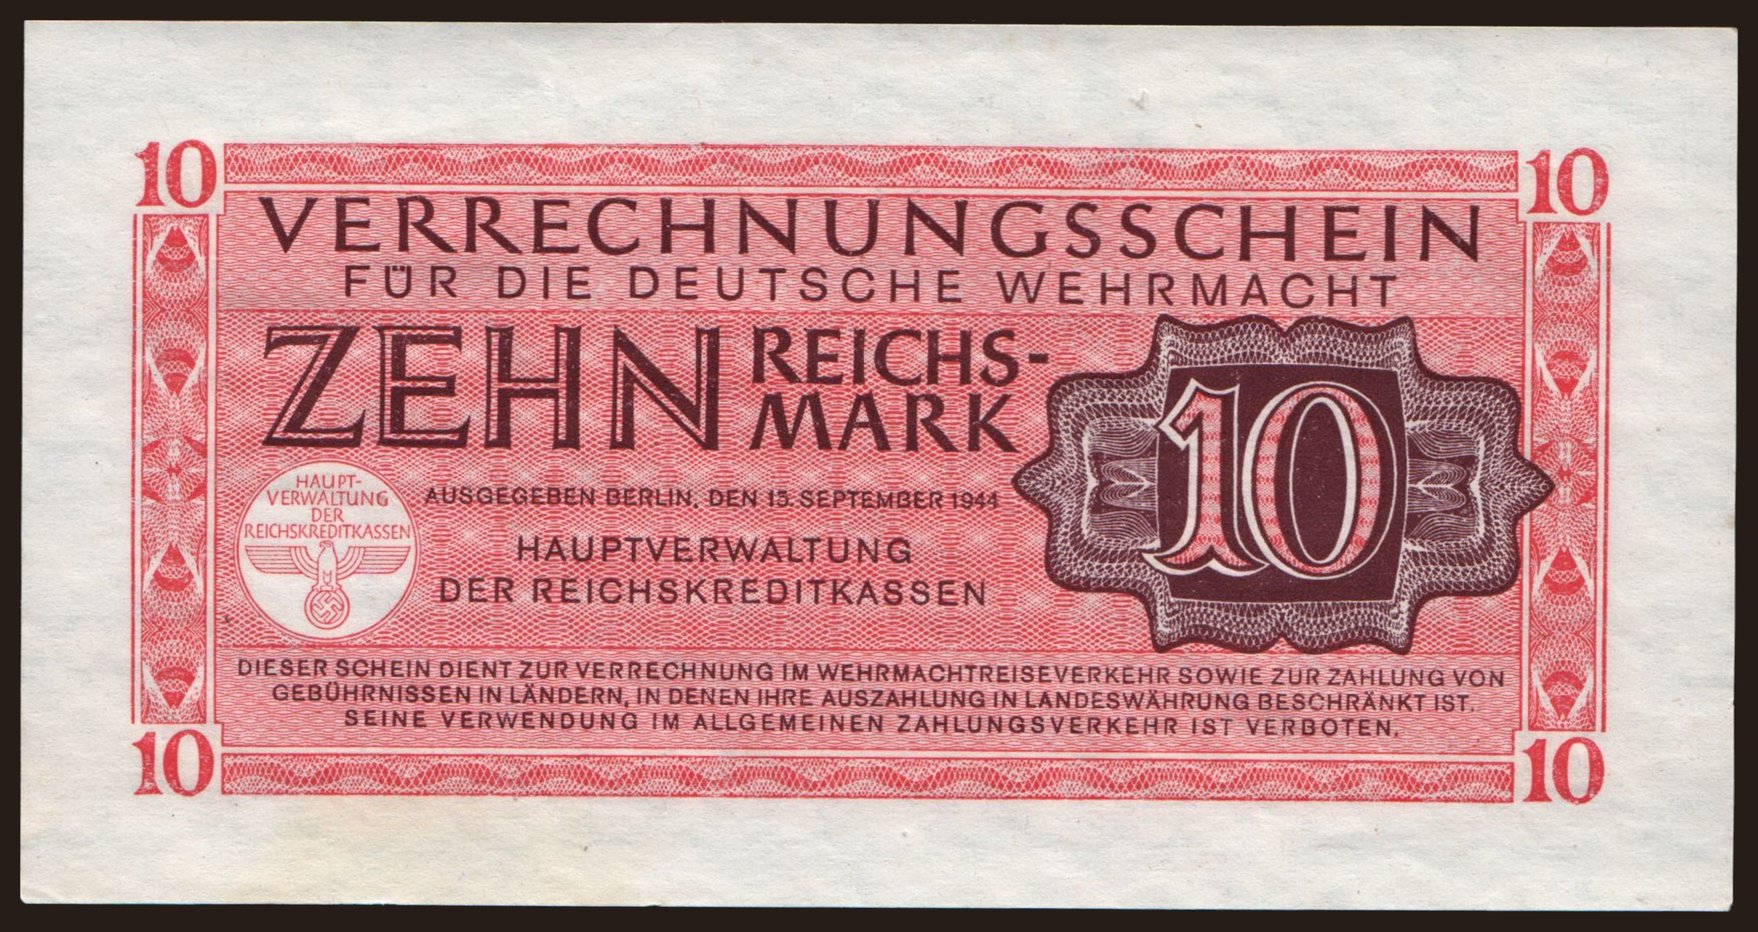 10 10
VERRECHNUNGSSCHEIN
FÜR DIE DEUTSCHE WEHRMACHT
ZEHN REICHS-
MARK
10
HAUPT-
VERWALTUNG
DER
REICHSKREDITKASSEN
AUSGEGEBEN BERLIN, DEN 15. SEPTEMBER 1944
HAUPTVERWALTUNG
DER REICHSKREDITKASSEN
DIESER SCHEIN DIENT ZUR VERRECHNUNG IM WEHRMACHTREISEVERKEHR SOWIE ZUR ZAHLUNG VON
GEBÜHRNISSEN IN LÄNDERN, IN DENEN IHRE AUSZAHLUNG IN LANDESWÄHRUNG BESCHRÄNKT IST.
SEINE VERWENDUNG IM ALLGEMEINEN ZAHLUNGSVERKEHR IST VERBOTEN.
10 10